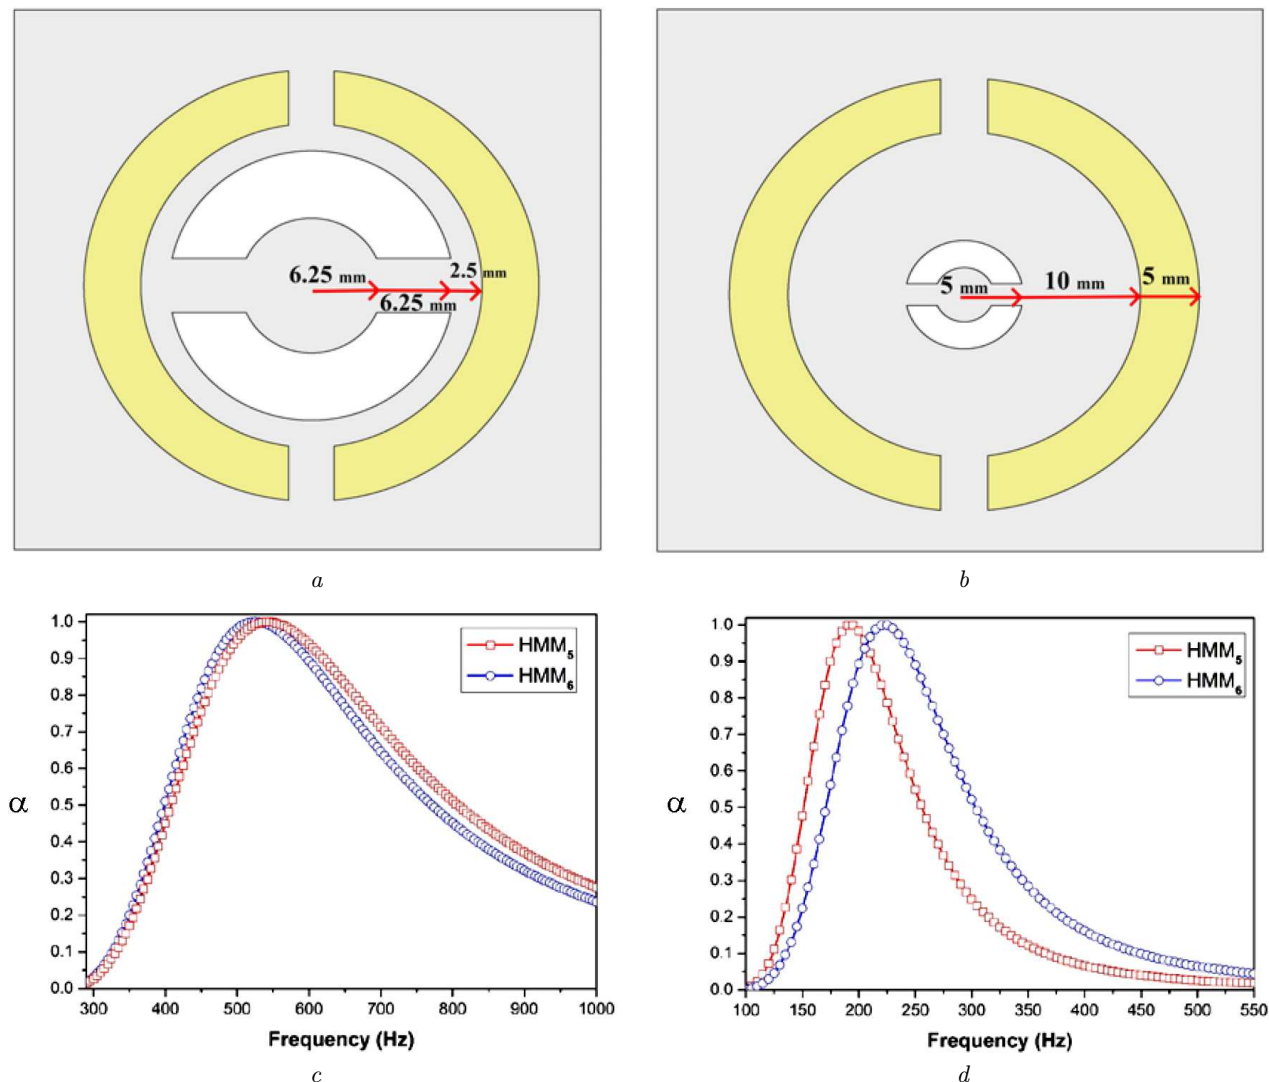 6.25 mm
2.5 mm
6.25 mm
5 mm
10 mm
5 mm
a
b
1.0
0.9
0.8
0.7
0.6
0.5
0.4
0.3
0.2
0.1
0.0
α
HMM₅
HMM₆
300 400 500 600 700 800 900 1000
Frequency (Hz)
c
1.0
0.9
0.8
0.7
0.6
0.5
0.4
0.3
0.2
0.1
0.0
α
HMM₅
HMM₆
100 150 200 250 300 350 400 450 500 550
Frequency (Hz)
d